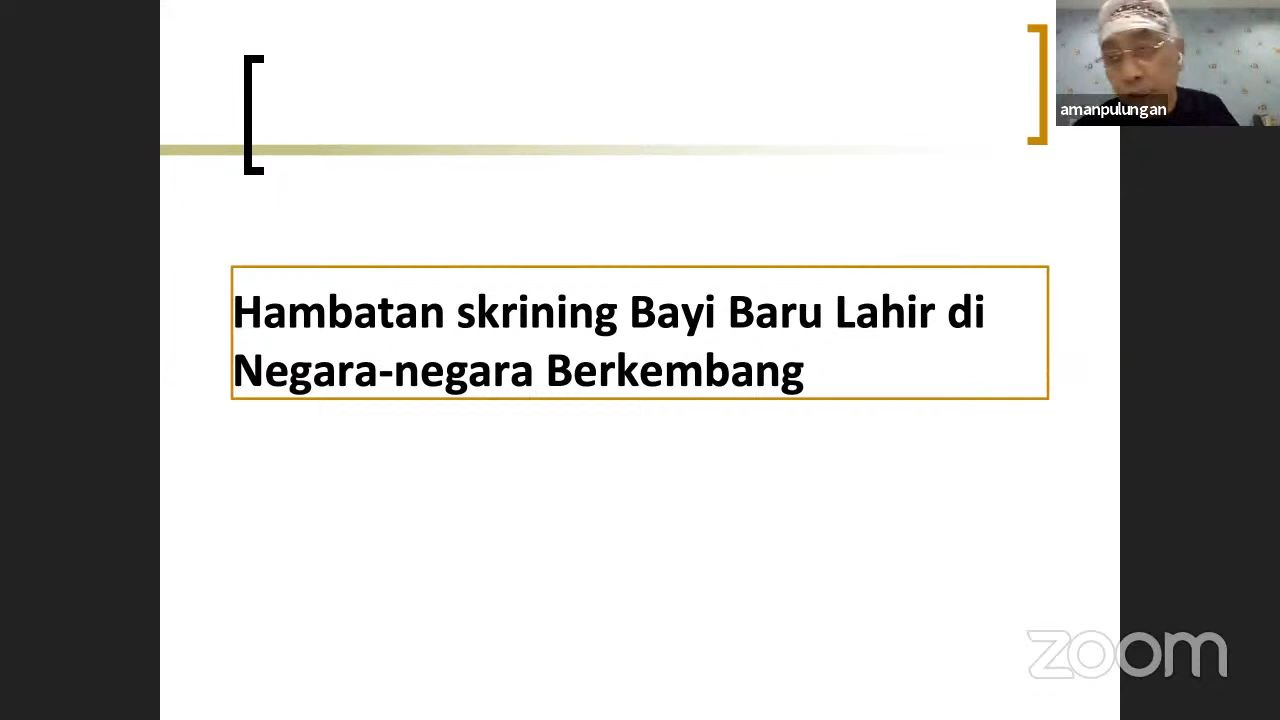 amanpulungan
Hambatan skrining Bayi Baru Lahir di
Negara-negara Berkembang
zoom